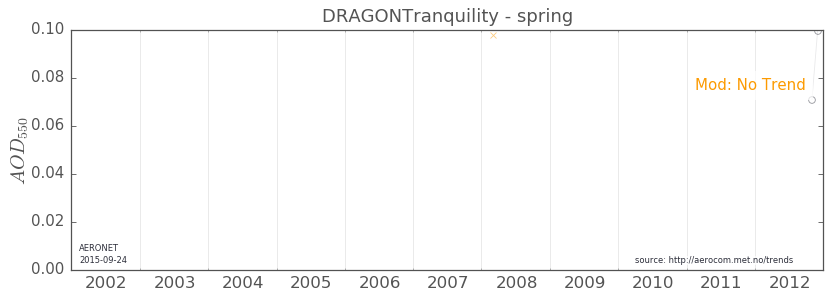 DRAGONTranquility - spring
0.10
0.08
0.06
0.04
0.02
0.00
AOD550
Mod: No Trend
AERONET
2015-09-24
source: http://aerocom.met.no/trends
2002 2003 2004 2005 2006 2007 2008 2009 2010 2011 2012